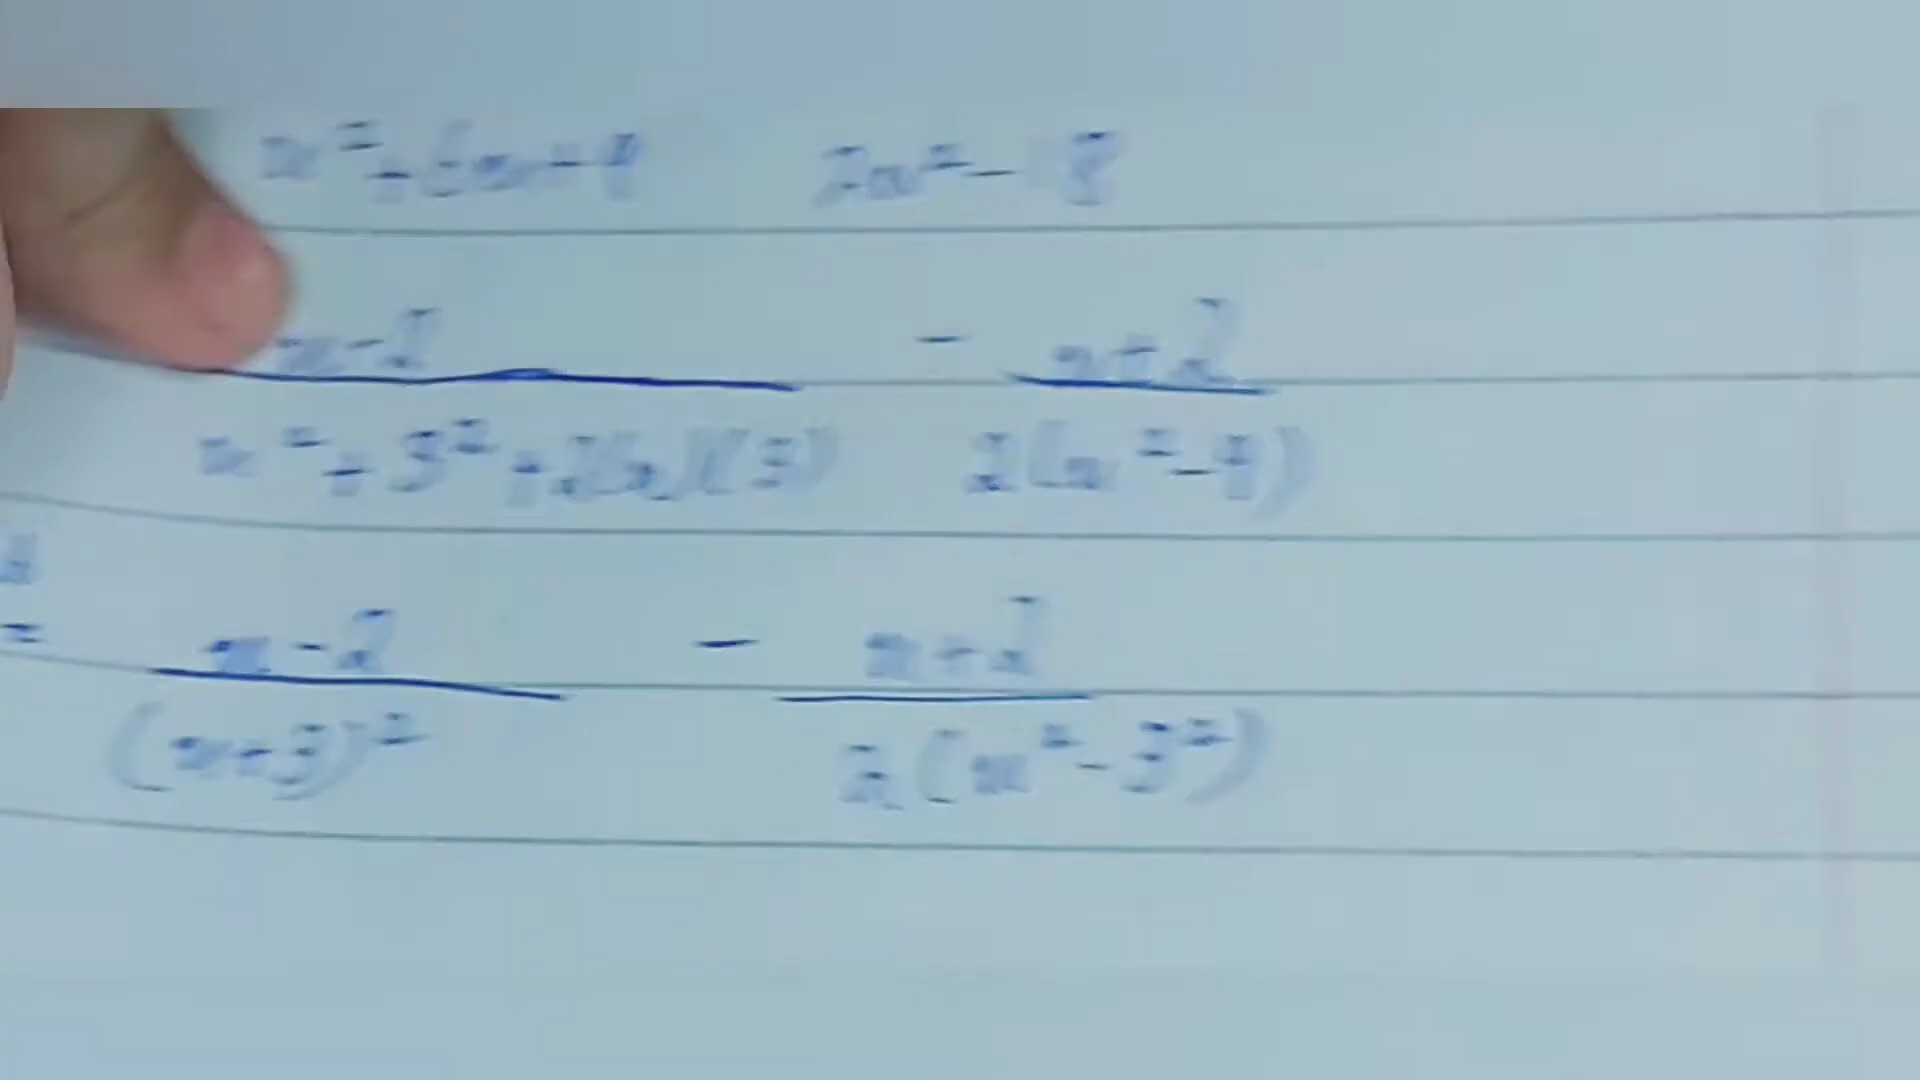 x²+6x+9 2x²-18
x-2 - x+2
x²+3²+2(x)(3) 2(x²-9)
= x-2 - x+2
(x+3)² 2(x²-3²)